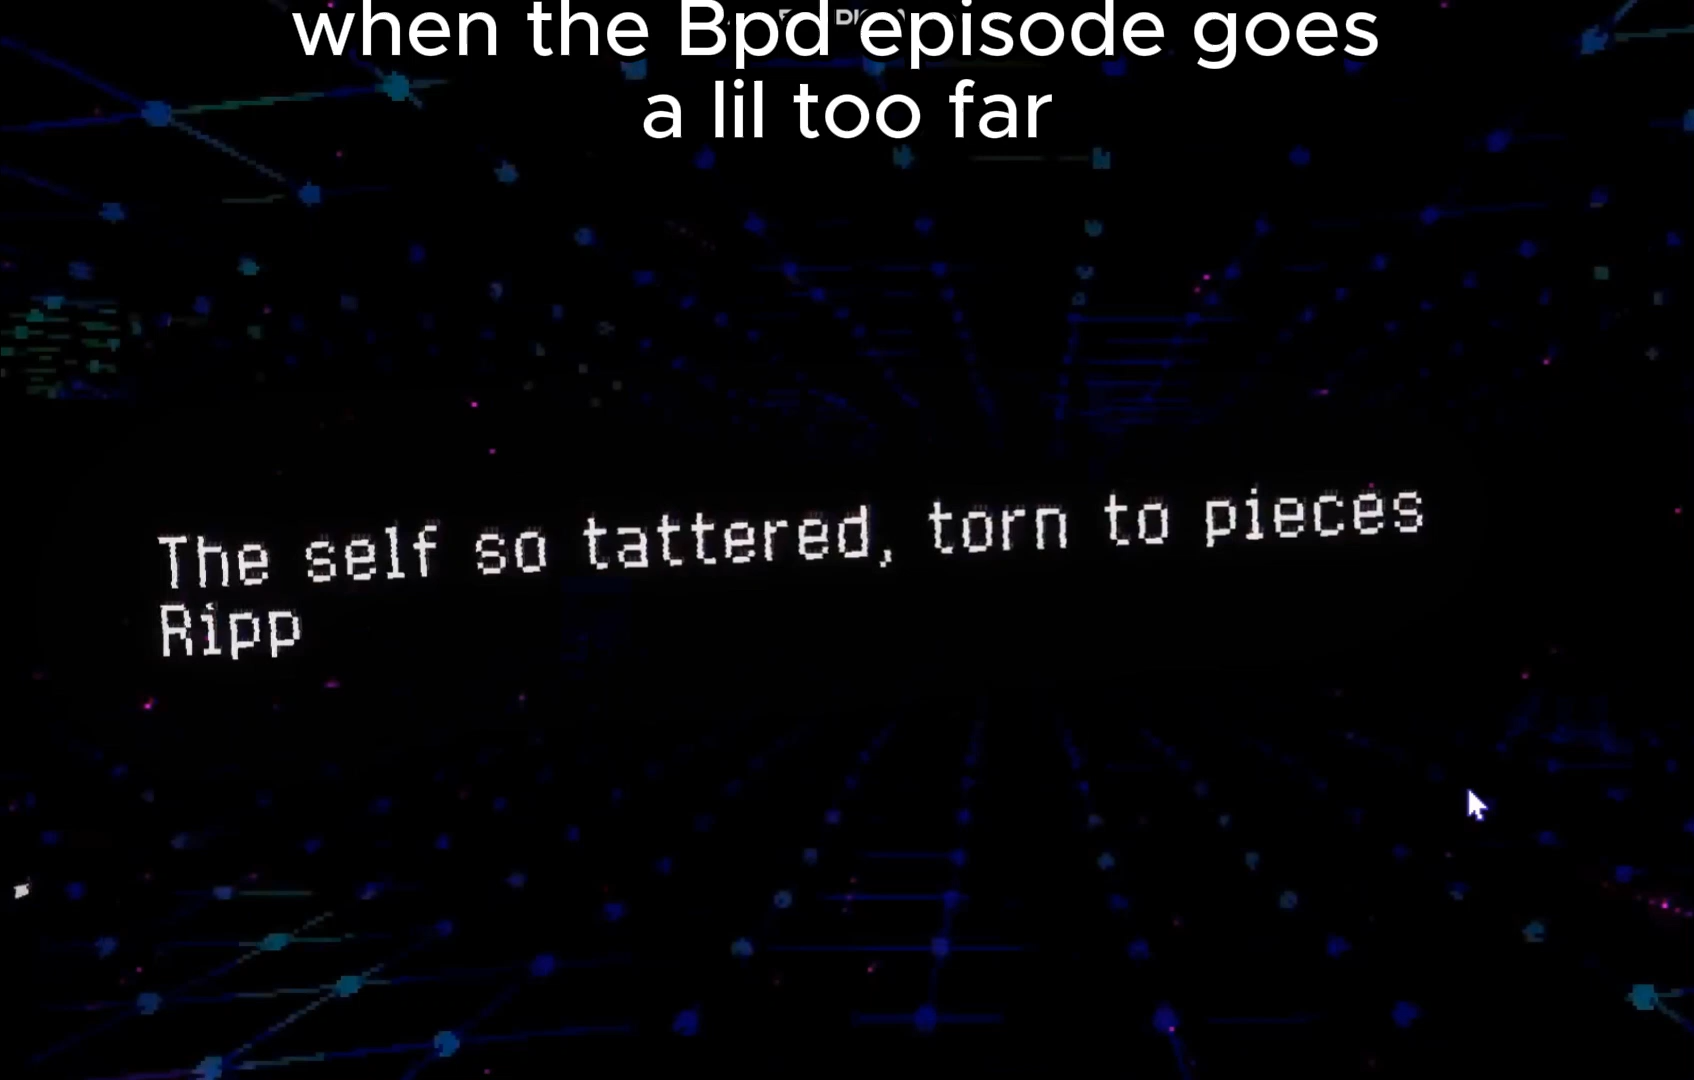 when the Bpd episode goes
a lil too far
The self so tattered, torn to pieces
Ripp